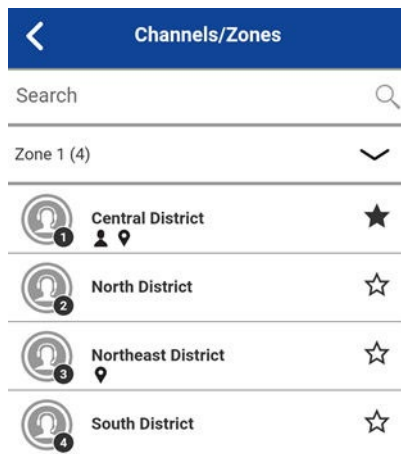 Channels/Zones
Search
Zone 1 (4)
1
Central District
2
North District
3
Northeast District
4
South District